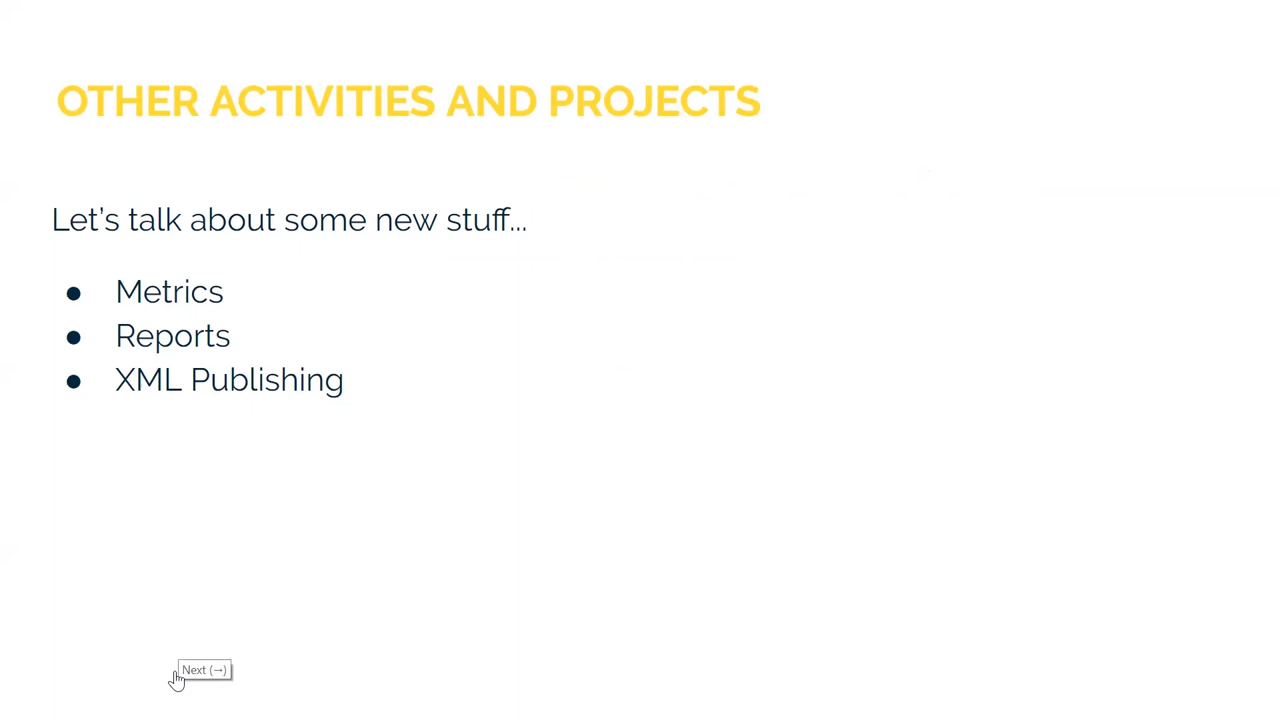 OTHER ACTIVITIES AND PROJECTS
Let's talk about some new stuff...
● Metrics
● Reports
● XML Publishing
Next (→)